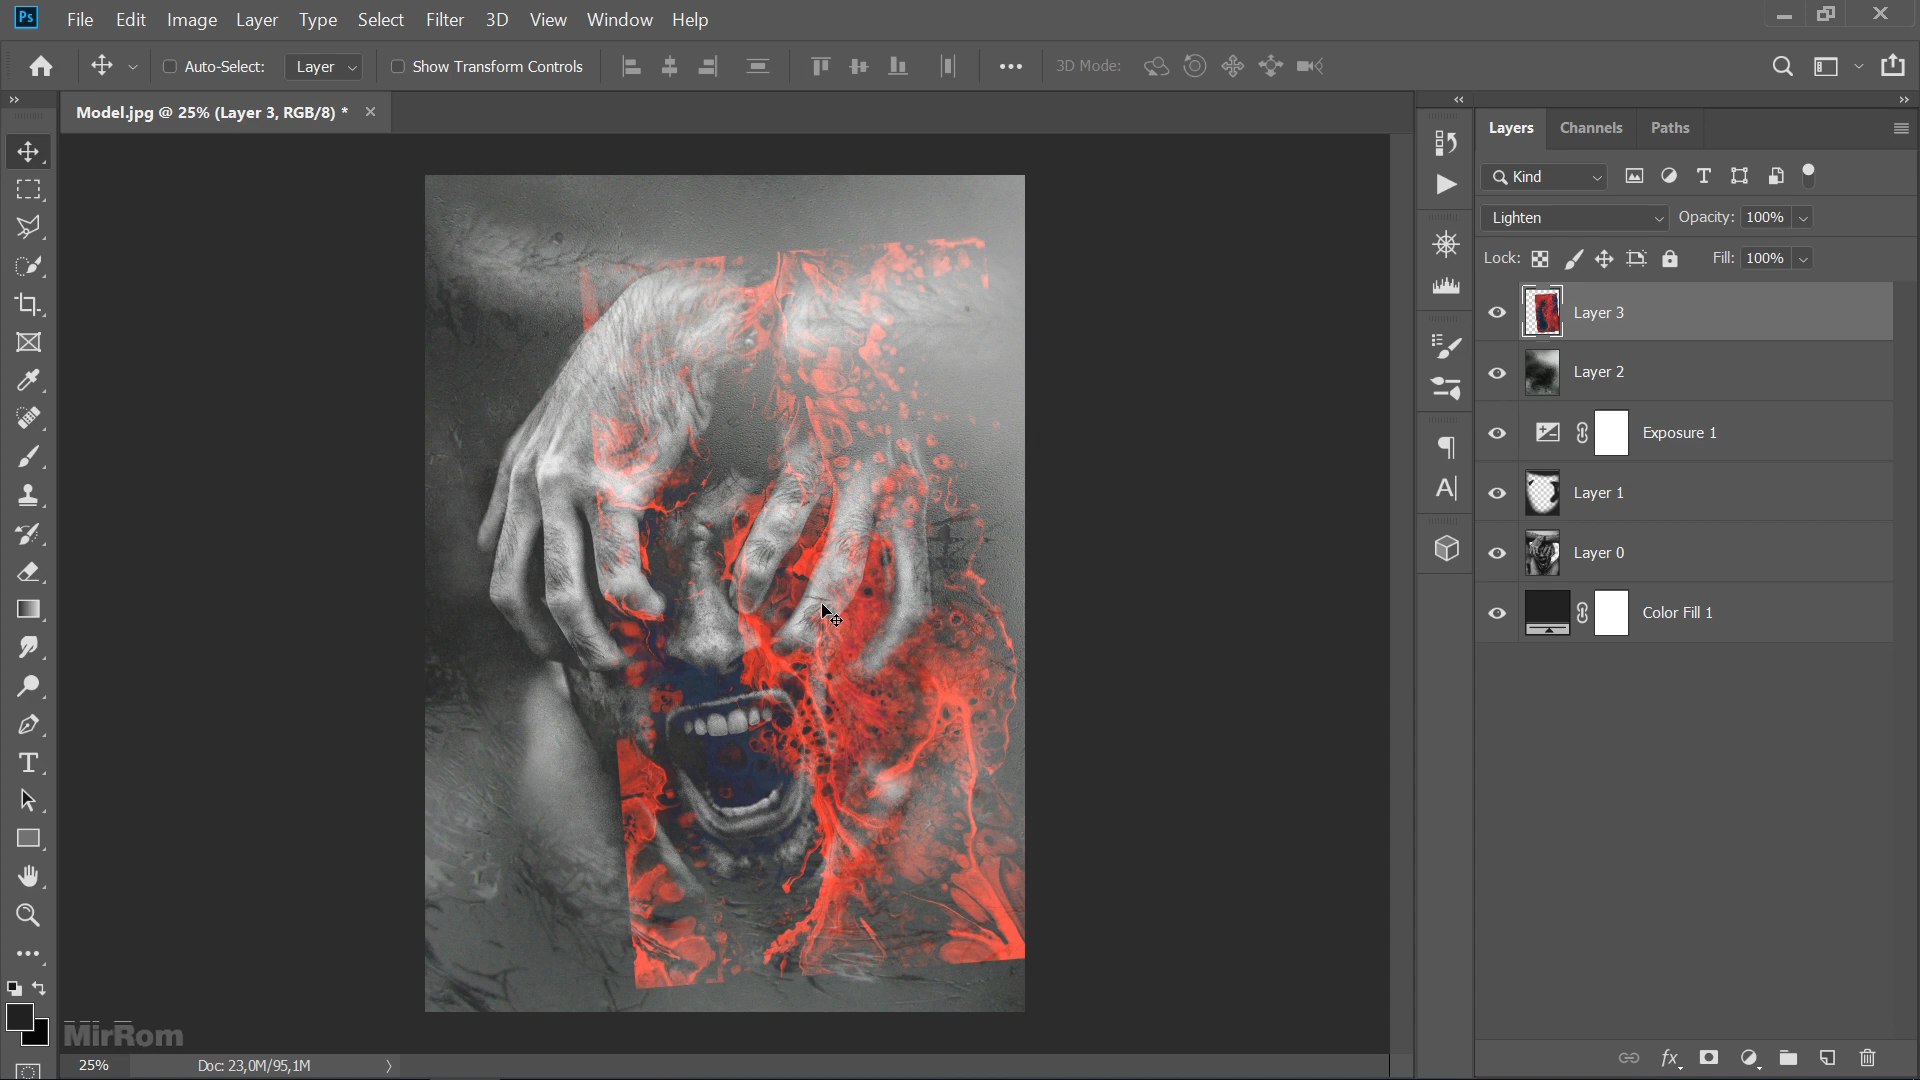 Ps File Edit Image Layer Type Select Filter 3D View Window Help
Auto-Select: Layer Show Transform Controls 3D Mode:
Model.jpg @ 25% (Layer 3, RGB/8) *
Layers Channels Paths
Kind
Lighten Opacity: 100%
Lock: Fill: 100%
Layer 3
Layer 2
Exposure 1
Layer 1
Layer 0
Color Fill 1
MirRom
25% Doc: 23,0M/95,1M
fx